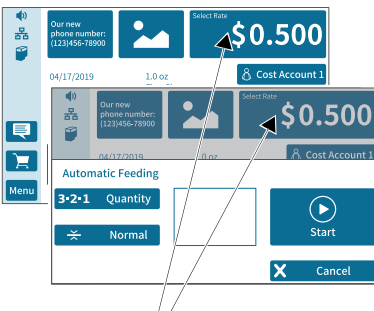 Our new
phone number:
(123)456-78900
Select Rate
$0.500
04/17/2019
1.0 oz
Cost Account 1
Menu
Our new
phone number:
(123)456-78900
Select Rate
$0.500
04/17/2019
0 oz
Cost Account 1
Automatic Feeding
3-2-1 Quantity
Normal
Start
X Cancel